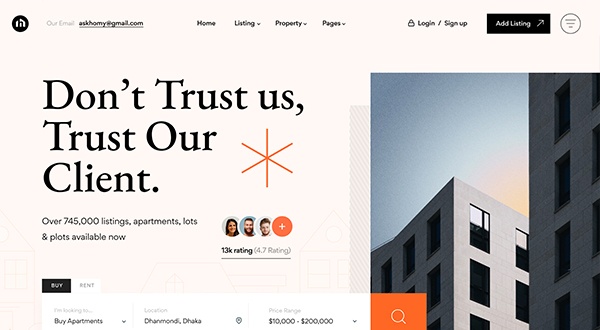 Our Email askhomy@gmail.com
Home Listing Property Pages
Login / Sign up
Add Listing
Don't Trust us,
Trust Our
Client.
Over 745,000 listings, apartments, lots
& plots available now
13k rating (4.7 Rating)
BUY RENT
I'm looking to...
Buy Apartments
Location
Dhanmondi, Dhaka
Price Range
$10,000 - $200,000